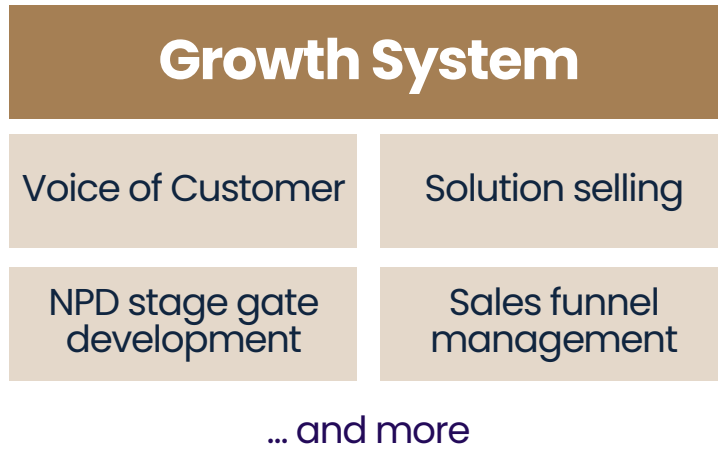 Growth System
Voice of Customer
Solution selling
NPD stage gate
development
Sales funnel
management
... and more